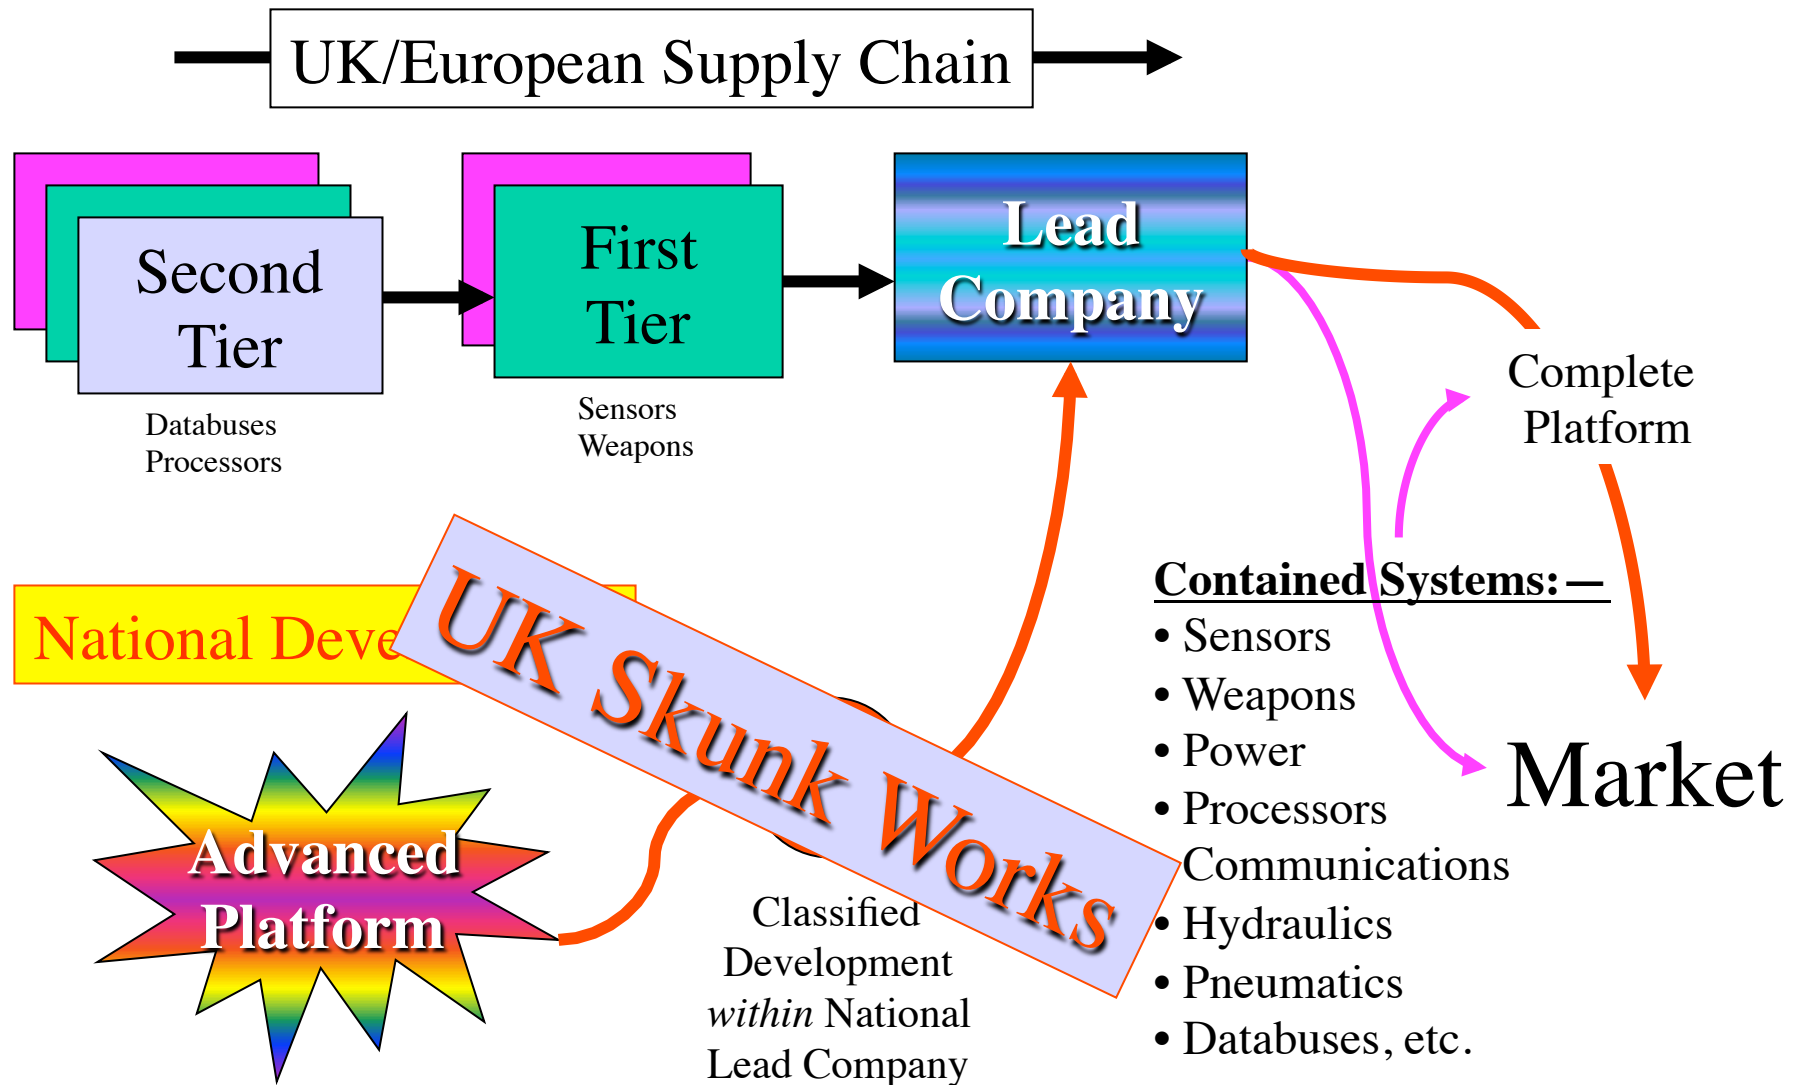 UK/European Supply Chain
Second
Tier
First
Tier
Lead
Company
Databuses
Processors
Sensors
Weapons
Complete
Platform
National
UK Skunk Works
Contained Systems:—
• Sensors
• Weapons
• Power
• Processors
Communications
• Hydraulics
• Pneumatics
• Databuses, etc.
Market
Advanced
Platform
Classified
Development
within National
Lead Company